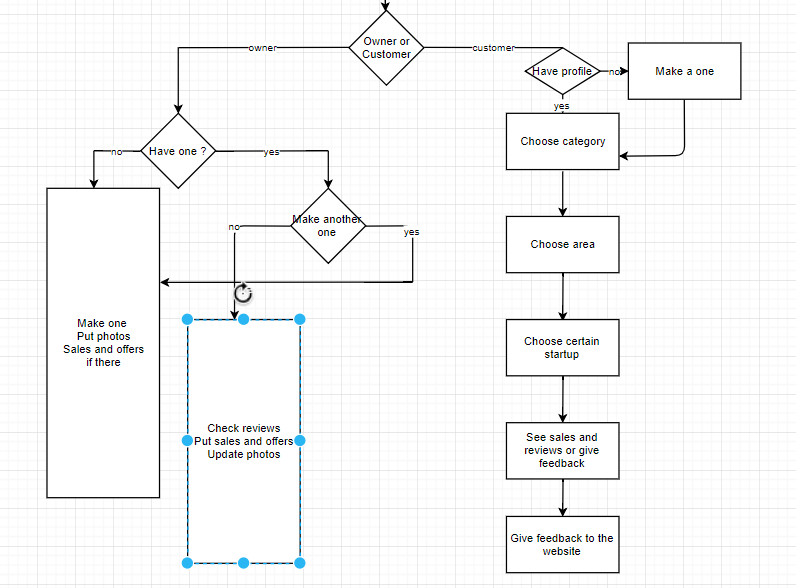 Owner or
Customer
owner
customer
Have profile
no
Make a one
yes
Choose category
Have one ?
no
yes
Make another
one
no
yes
Choose area
Make one
Put photos
Sales and offers
if there
Choose certain
startup
Check reviews
Put sales and offers
Update photos
See sales and
reviews or give
feedback
Give feedback to the
website